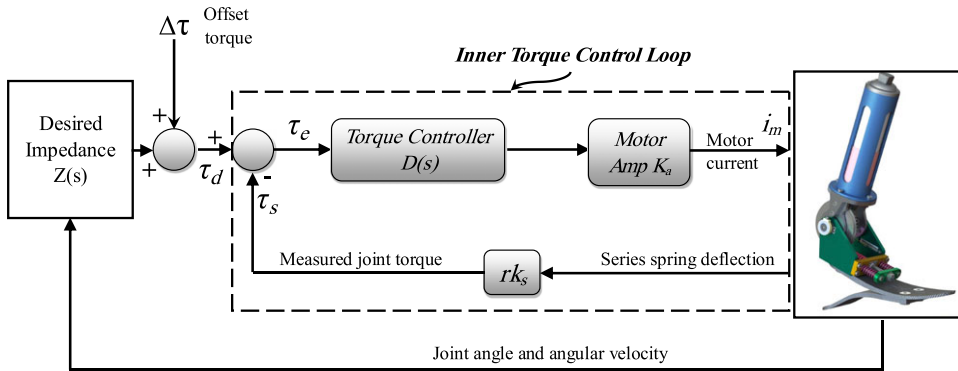 Δτ
Offset
torque
Inner Torque Control Loop
Desired
Impedance
Z(s)
+
+
τd
+
-
τe
τs
Torque Controller
D(s)
Motor
Amp Ka
Motor
current
im
Measured joint torque
rks
Series spring deflection
Joint angle and angular velocity